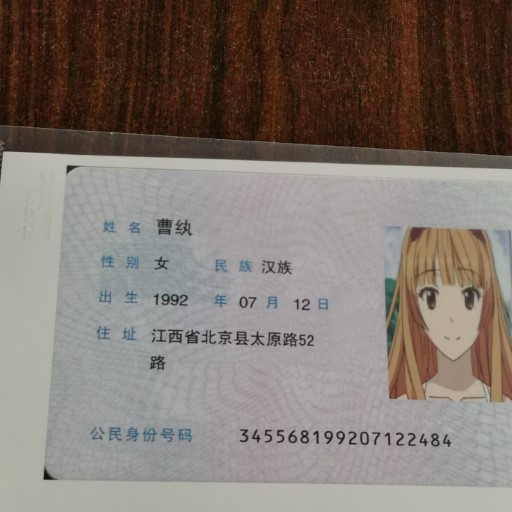 姓名 曹纨
性别 女 民族 汉族
出生 1992 年 07 月 12 日
住址 江西省北京县太原路52
路
公民身份号码 345568199207122484